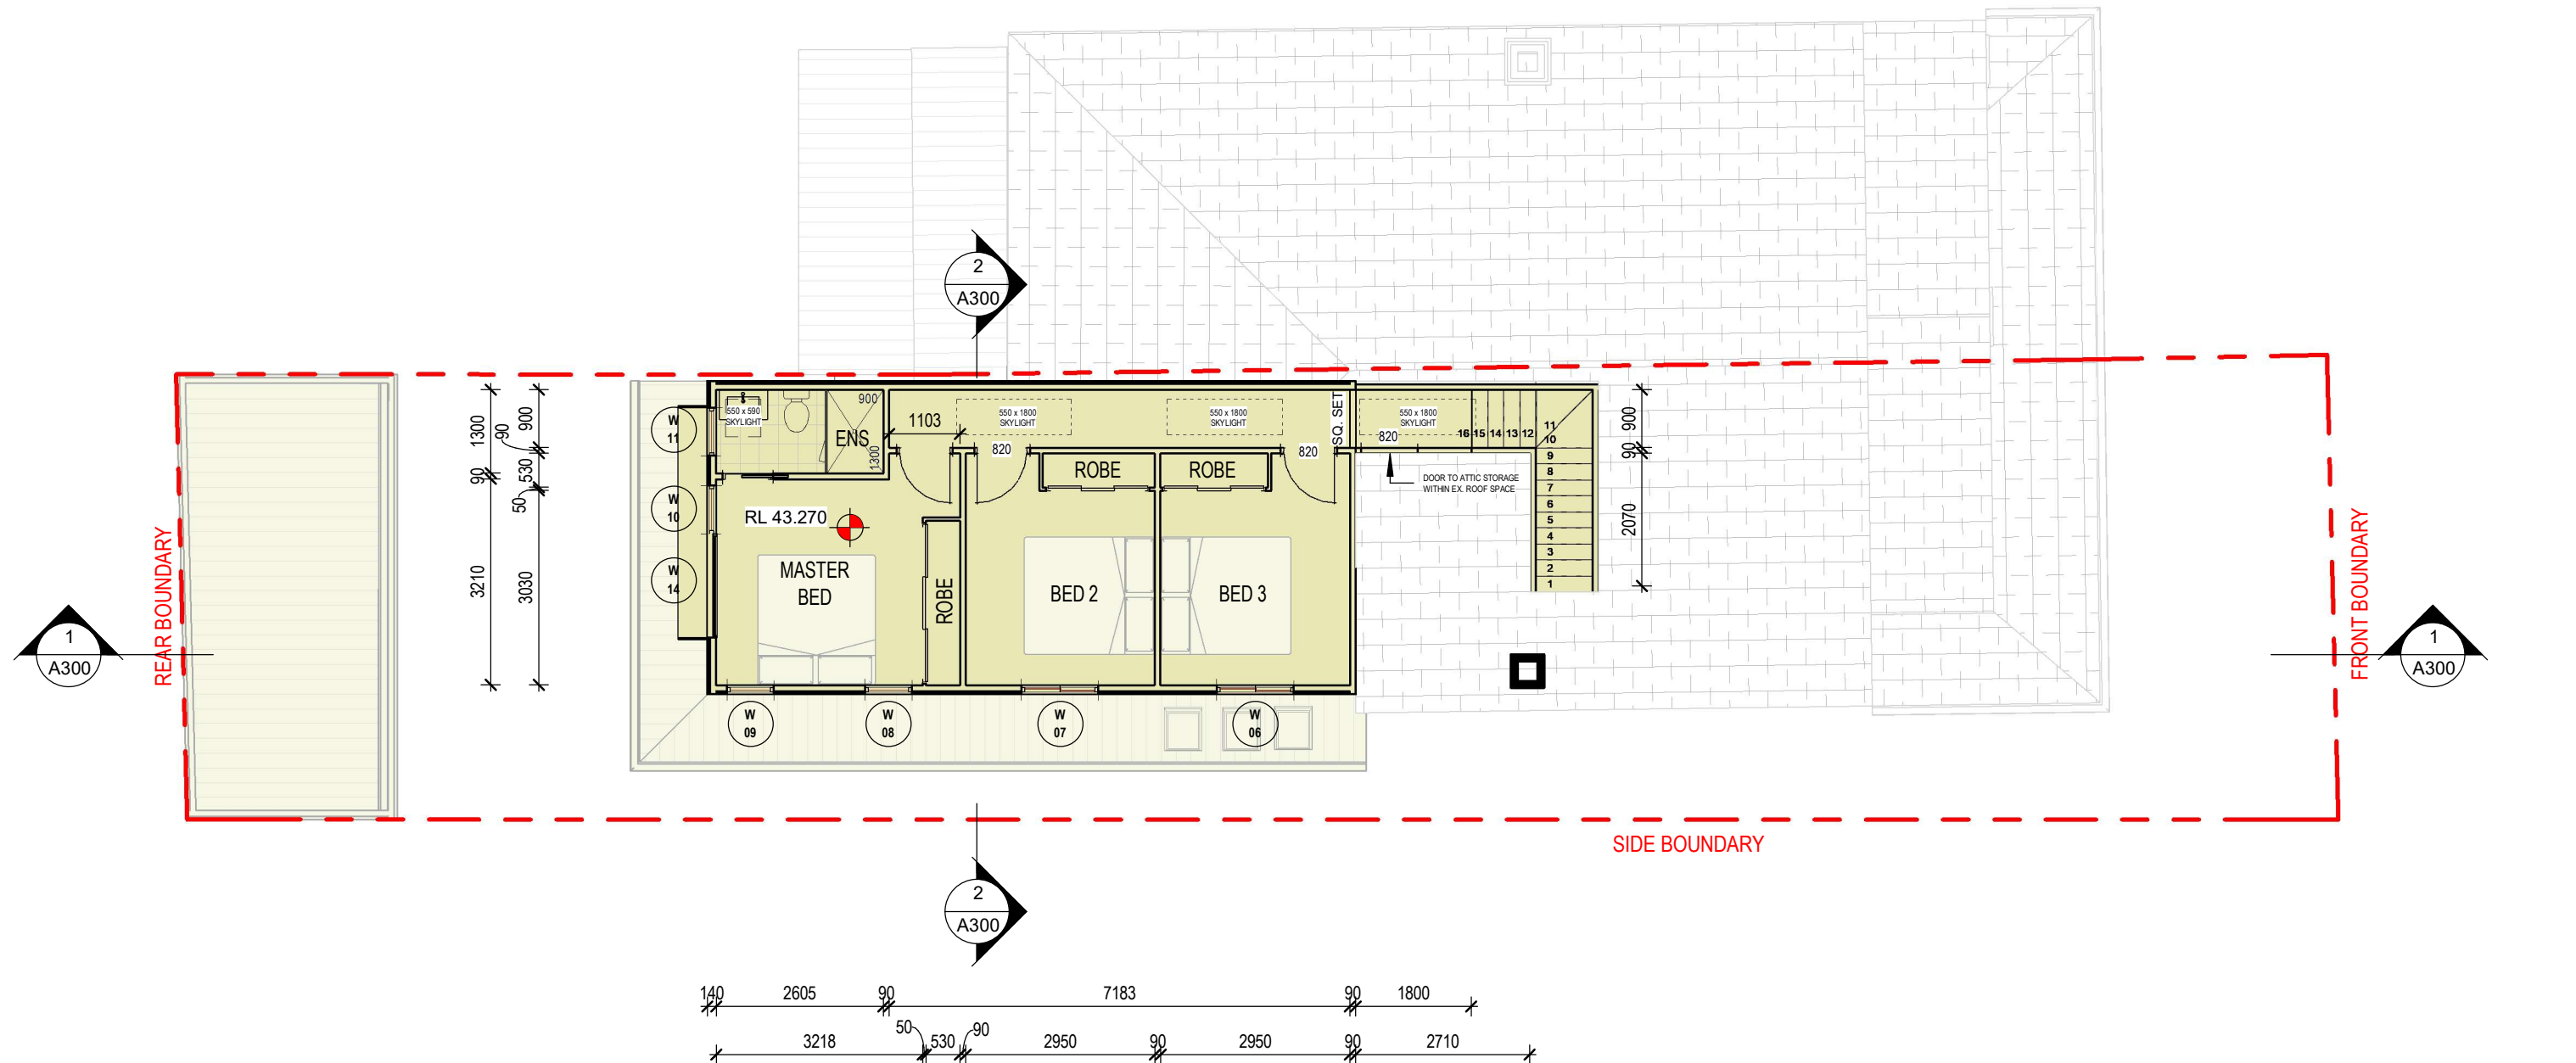 2
A300
1300
90
900
90
530
50
3210
3030
W
11
W
10
W
14
550 x 590
SKYLIGHT
900
ENS
1300
1103
550 x 1800
SKYLIGHT
550 x 1800
SKYLIGHT
SQ. SET
550 x 1800
SKYLIGHT
820
820
820
16 15 14 13 12
11
10
9
8
7
6
5
4
3
2
1
900
90
2070
ROBE
ROBE
DOOR TO ATTIC STORAGE
WITHIN EX. ROOF SPACE
RL 43.270
MASTER
BED
ROBE
BED 2
BED 3
REAR BOUNDARY
FRONT BOUNDARY
1
A300
1
A300
W
09
W
08
W
07
W
06
SIDE BOUNDARY
2
A300
140 2605 90 7183 90 1800
3218 50 530 90 2950 90 2950 90 2710